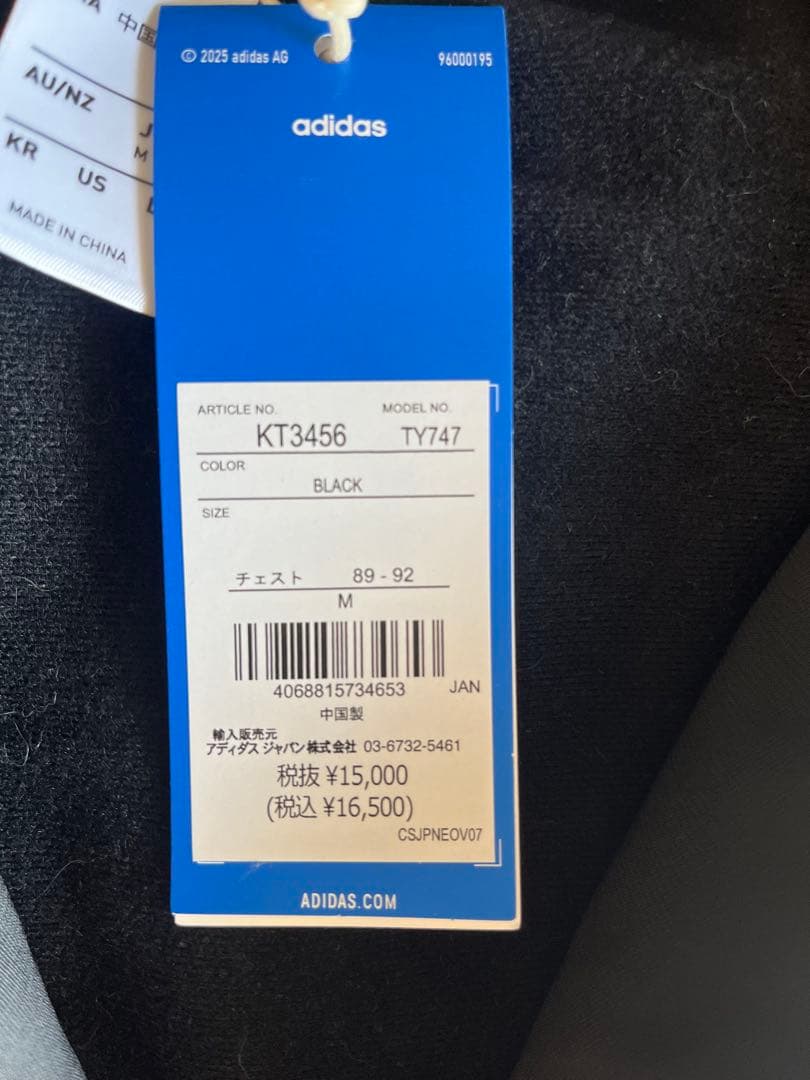 中国
AU/NZ
J
M
KR
US
MADE IN CHINA
© 2025 adidas AG
96000195
adidas
ARTICLE NO.
MODEL NO.
KT3456
TY747
COLOR
BLACK
SIZE
チェスト 89 - 92
M
4068815734653
JAN
中国製
輸入販売元
アディダス ジャパン株式会社 03-6732-5461
税抜 ¥15,000
(税込 ¥16,500)
CSJPNEOV07
ADIDAS.COM